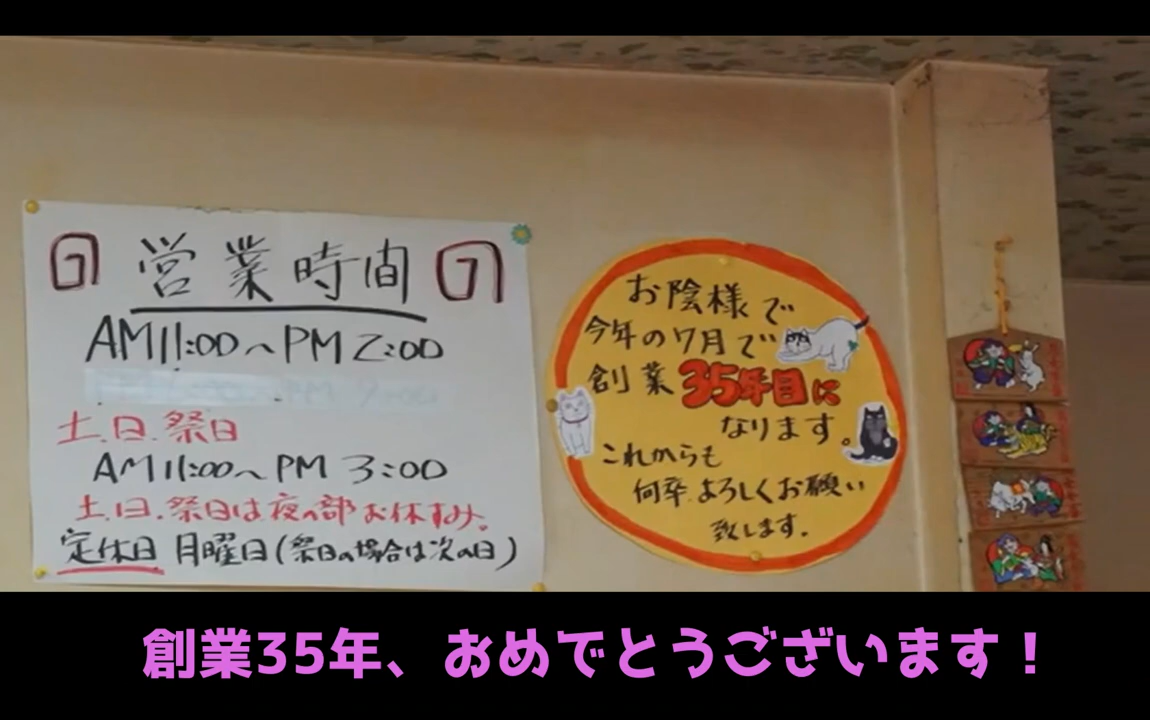 営業時間
AM11:00〜PM2:00
土.日.祭日
AM11:00〜PM 3:00
土.日.祭日は夜の部お休み。
定休日 月曜日(祭日の場合は次の日)
お陰様で
今年の7月で
創業35年目に
なります。
これからも
何卒よろしくお願い
致します。
創業35年、おめでとうございます！